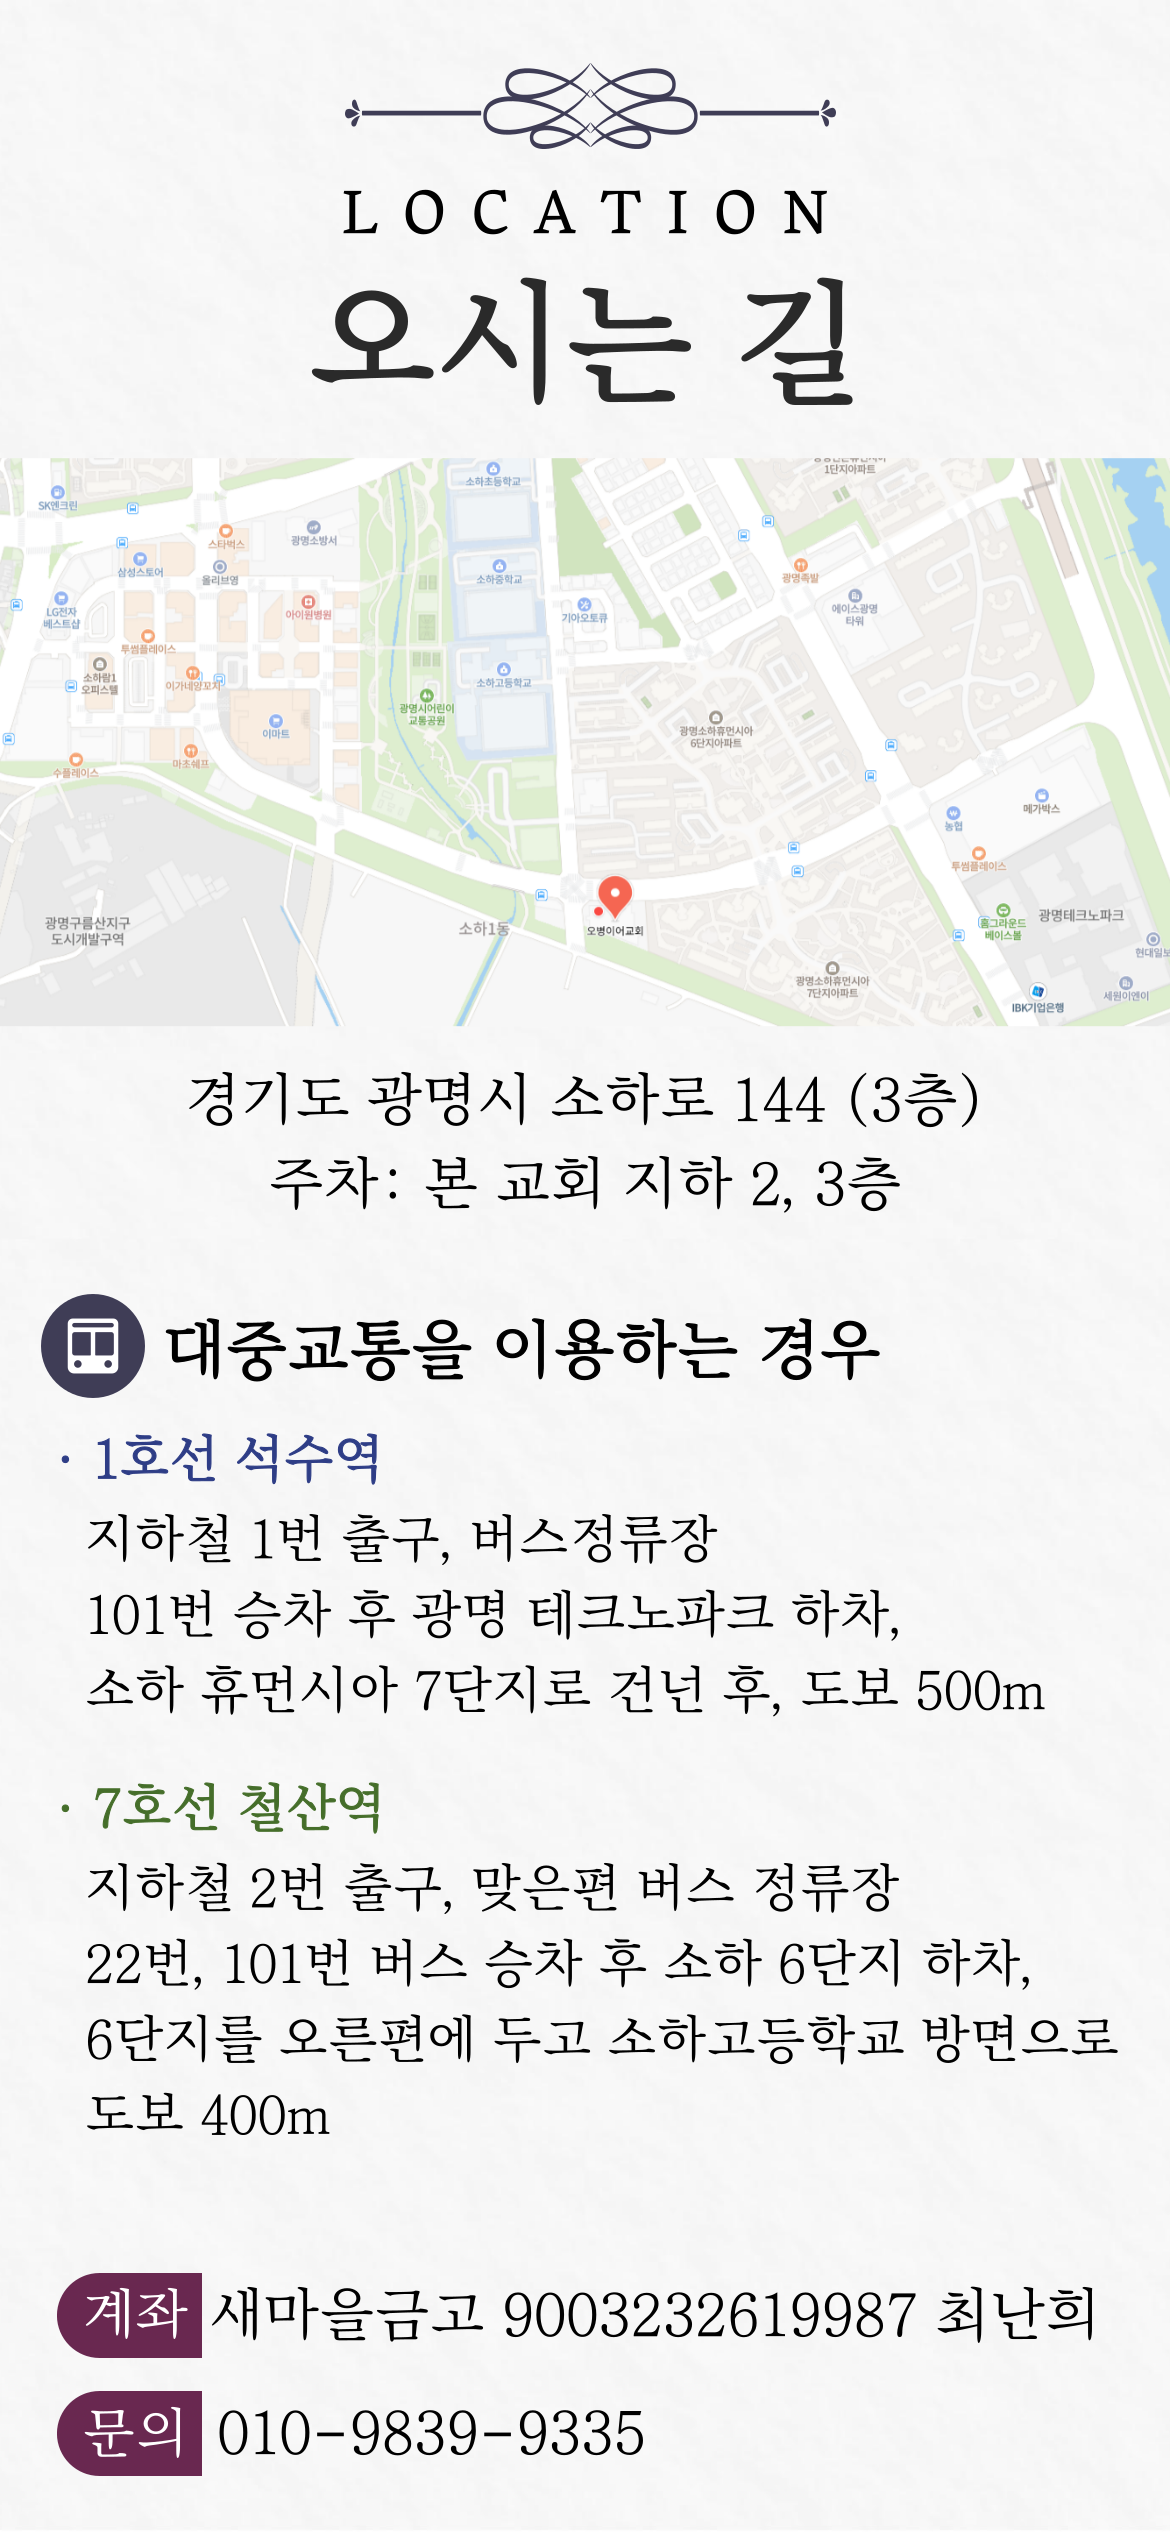 LOCATION
오시는 길
1단지아파트
소하초등학교
SK엔크린
스타벅스
광명소방서
삼성스토어
올리브영
소하중학교
광명족발
LG전자
베스트샵
아이원병원
기아오토큐
에이스광명
타워
투썸플레이스
소하람1
오피스텔
이가네양꼬치
소하고등학교
광명시어린이
교통공원
이마트
광명소하휴먼시아
6단지아파트
수플레이스
마초쉐프
메가박스
농협
투썸플레이스
광명구름산지구
도시개발구역
소하1동
오병이어교회
홈그라운드
베이스볼
광명테크노파크
현대일보
광명소하휴먼시아
7단지아파트
세원이엔이
IBK기업은행
경기도 광명시 소하로 144 (3층)
주차: 본 교회 지하 2, 3층
대중교통을 이용하는 경우
· 1호선 석수역
지하철 1번 출구, 버스정류장
101번 승차 후 광명 테크노파크 하차,
소하 휴먼시아 7단지로 건넌 후, 도보 500m
· 7호선 철산역
지하철 2번 출구, 맞은편 버스 정류장
22번, 101번 버스 승차 후 소하 6단지 하차,
6단지를 오른편에 두고 소하고등학교 방면으로
도보 400m
계좌 새마을금고 9003232619987 최난희
문의 010-9839-9335